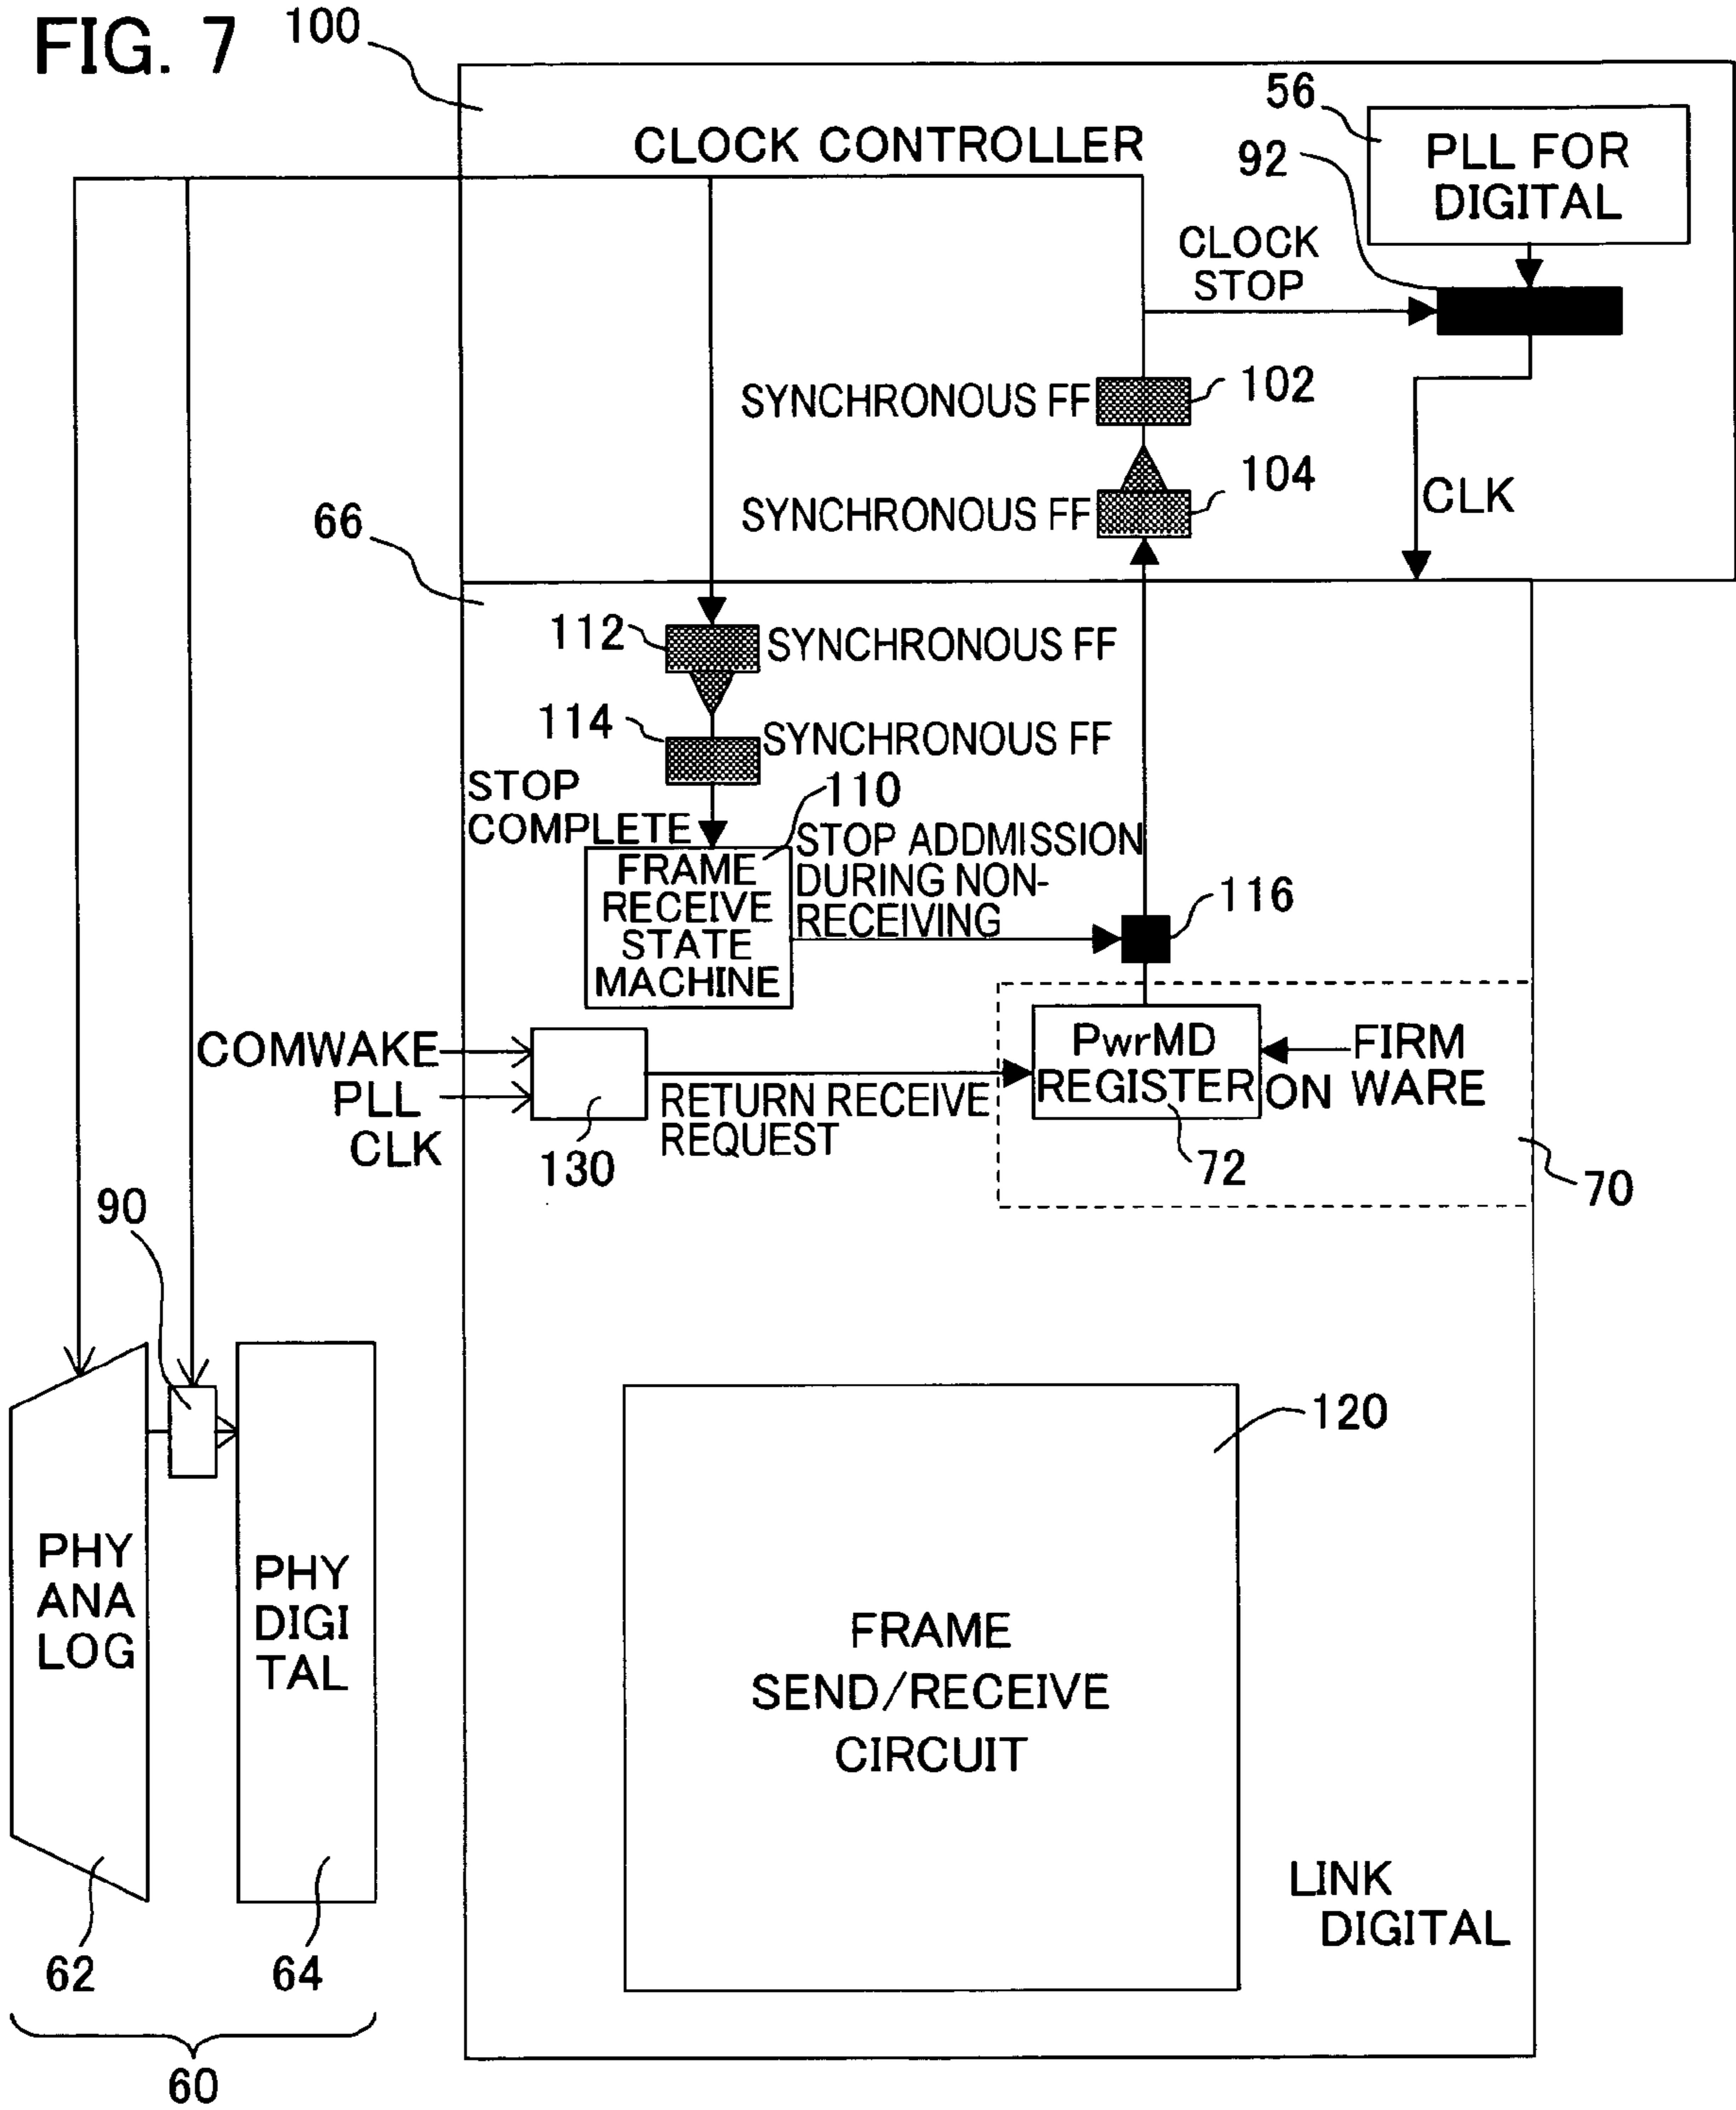 FIG. 7
100
CLOCK CONTROLLER
56
PLL FOR
DIGITAL
92
CLOCK
STOP
SYNCHRONOUS FF
102
SYNCHRONOUS FF
104
CLK
66
112
SYNCHRONOUS FF
114
SYNCHRONOUS FF
STOP
COMPLETE
110
FRAME
RECEIVE
STATE
MACHINE
STOP ADDMISSION
DURING NON-
RECEIVING
116
COMWAKE
PLL
CLK
130
RETURN RECEIVE
REQUEST
PwrMD
REGISTER
72
ON
FIRM
WARE
70
90
PHY
ANA
LOG
PHY
DIGI
TAL
120
FRAME
SEND/RECEIVE
CIRCUIT
LINK
DIGITAL
62
64
60